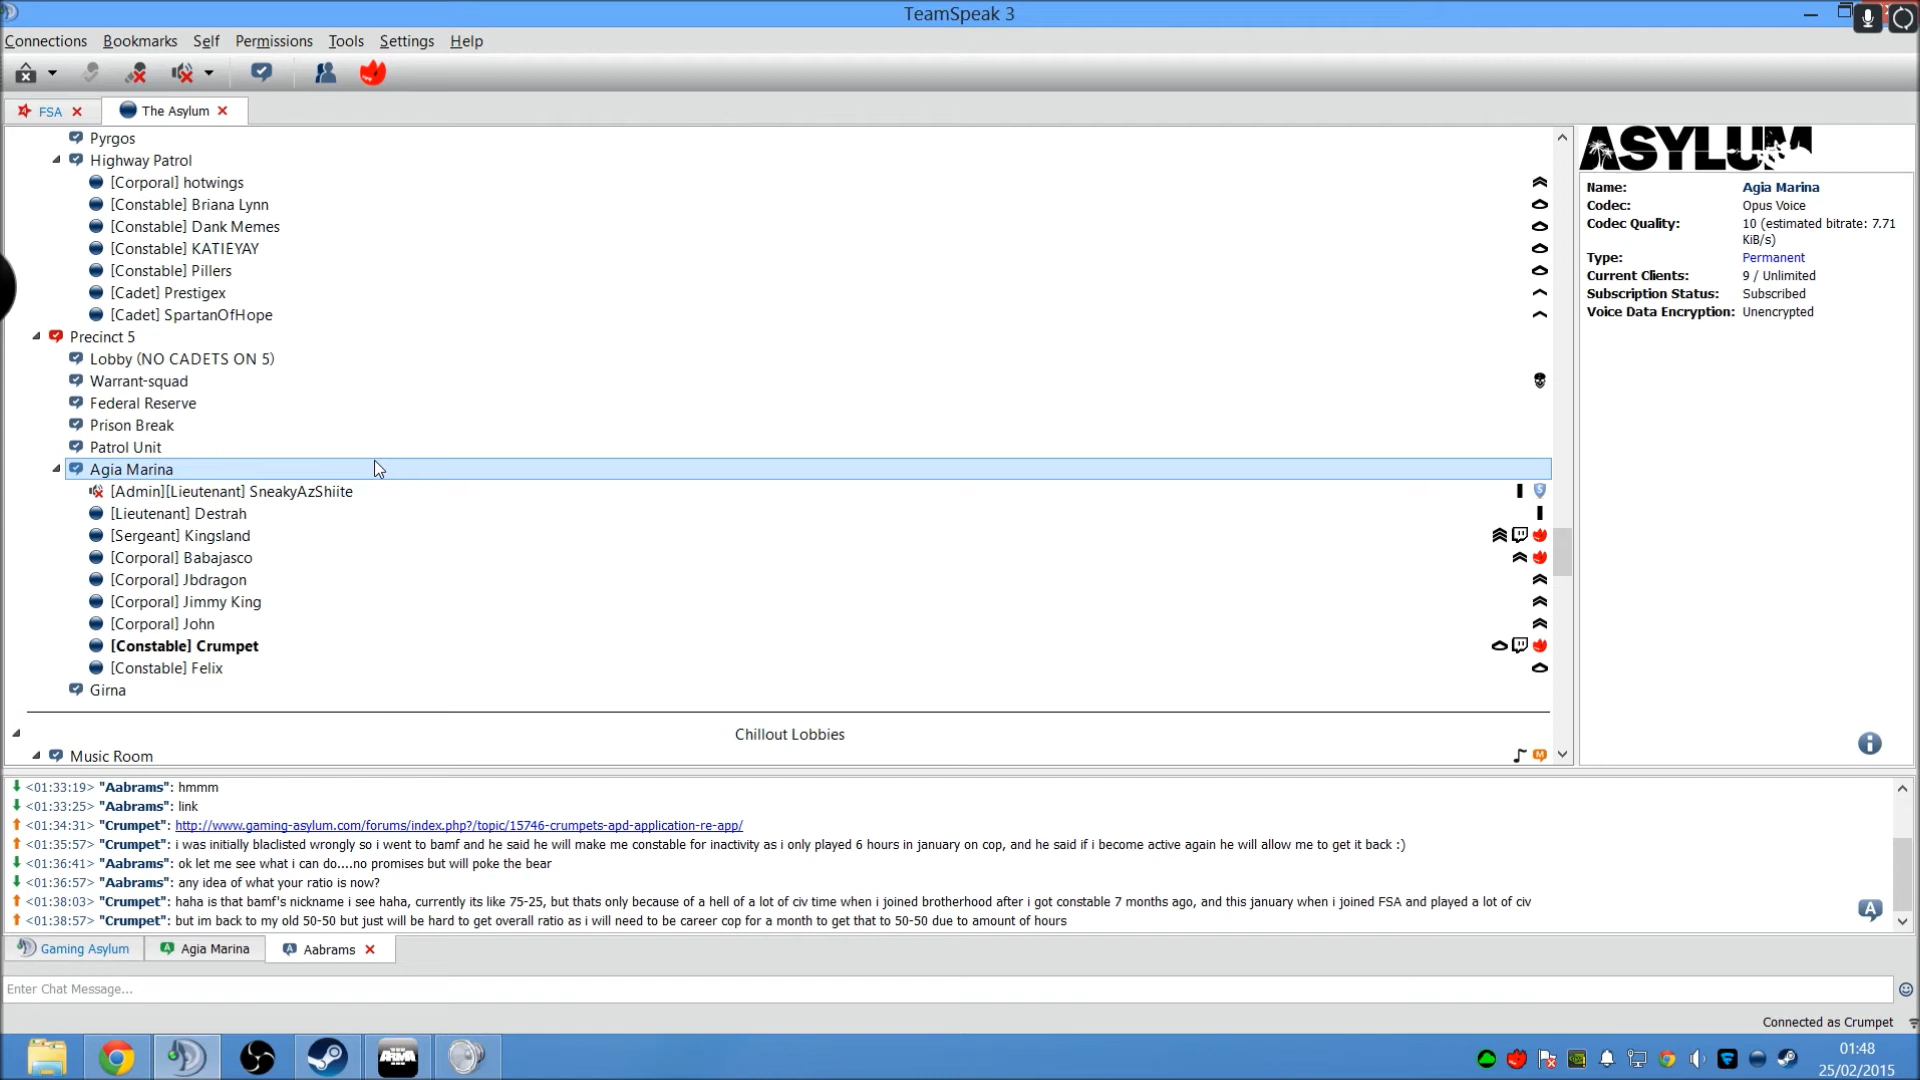 TeamSpeak 3
Connections Bookmarks Self Permissions Tools Settings Help
FSA The Asylum
Pyrgos
Highway Patrol
[Corporal] hotwings
[Constable] Briana Lynn
[Constable] Dank Memes
[Constable] KATIEYAY
[Constable] Pillers
[Cadet] Prestigex
[Cadet] SpartanOfHope
Precinct 5
Lobby (NO CADETS ON 5)
Warrant-squad
Federal Reserve
Prison Break
Patrol Unit
Agia Marina
[Admin][Lieutenant] SneakyAzShiite
[Lieutenant] Destrah
[Sergeant] Kingsland
[Corporal] Babajasco
[Corporal] Jbdragon
[Corporal] Jimmy King
[Corporal] John
[Constable] Crumpet
[Constable] Felix
Girna
Chillout Lobbies
Music Room
ASYLUM
Name: Agia Marina
Codec: Opus Voice
Codec Quality: 10 (estimated bitrate: 7.71
KiB/s)
Type: Permanent
Current Clients: 9 / Unlimited
Subscription Status: Subscribed
Voice Data Encryption: Unencrypted
<01:33:19> "Aabrams": hmmm
<01:33:25> "Aabrams": link
<01:34:31> "Crumpet": http://www.gaming-asylum.com/forums/index.php?/topic/15746-crumpets-apd-application-re-app/
<01:35:57> "Crumpet": i was initially blaclisted wrongly so i went to bamf and he said he will make me constable for inactivity as i only played 6 hours in january on cop, and he said if i become active again he will allow me to get it back :)
<01:36:41> "Aabrams": ok let me see what i can do....no promises but will poke the bear
<01:36:57> "Aabrams": any idea of what your ratio is now?
<01:38:03> "Crumpet": haha is that bamf's nickname i see haha, currently its like 75-25, but thats only because of a hell of a lot of civ time when i joined brotherhood after i got constable 7 months ago, and this january when i joined FSA and played a lot of civ
<01:38:57> "Crumpet": but im back to my old 50-50 but just will be hard to get overall ratio as i will need to be career cop for a month to get that to 50-50 due to amount of hours
Gaming Asylum Agia Marina Aabrams
Enter Chat Message...
Connected as Crumpet
ARMA
01:48
25/02/2015